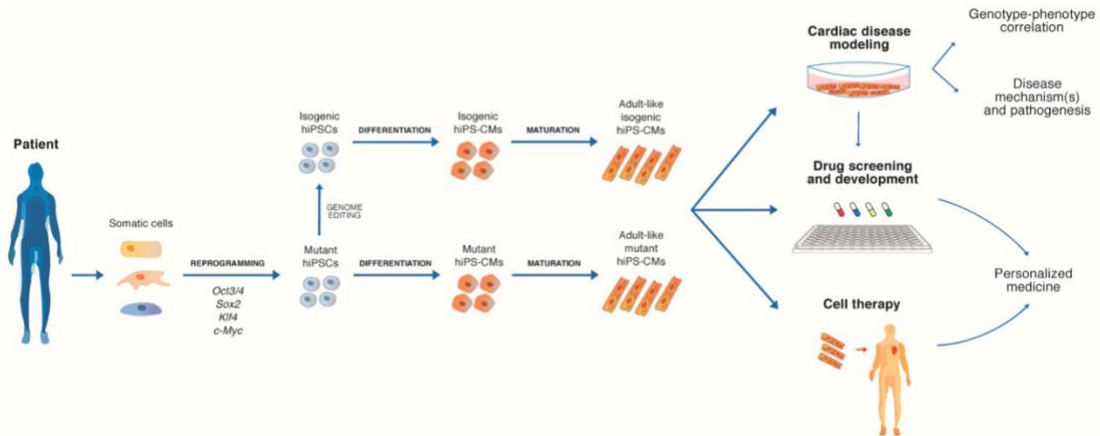 Patient
Somatic cells
REPROGRAMMING
Oct3/4
Sox2
Klf4
c-Myc
Isogenic
hiPSCs
GENOME
EDITING
Mutant
hiPSCs
DIFFERENTIATION
Isogenic
hiPS-CMs
MATURATION
Adult-like
isogenic
hiPS-CMs
DIFFERENTIATION
Mutant
hiPS-CMs
MATURATION
Adult-like
mutant
hiPS-CMs
Cardiac disease
modeling
Genotype-phenotype
correlation
Disease
mechanism(s)
and pathogenesis
Drug screening
and development
Cell therapy
Personalized
medicine